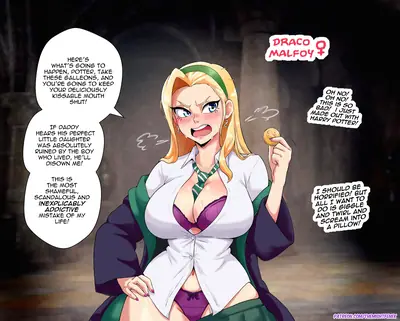 HERE'S
WHAT'S GOING TO
HAPPEN, POTTER, TAKE
THESE GALLEONS, AND
YOU'RE GOING TO KEEP
YOUR DELICIOUSLY
KISSABLE MOUTH
SHUT!
IF DADDY
HEARS HIS PERFECT
LITTLE DAUGHTER
WAS ABSOLUTELY
RUINED BY THE BOY
WHO LIVED, HE'LL
DISOWN ME!
THIS IS
THE MOST
SHAMEFUL,
SCANDALOUS AND
INEXPLICABLY
ADDICTIVE
MISTAKE OF MY
LIFE!
DRACO
MALFOY♀
OH NO!
OH NO!
THIS IS SO
BAD! I JUST
MADE OUT WITH
HARRY POTTER!
I SHOULD BE
HORRIFIED! BUT
ALL I WANT TO
DO IS GIGGLE
AND TWIRL AND
SCREAM INTO
A PILLOW!